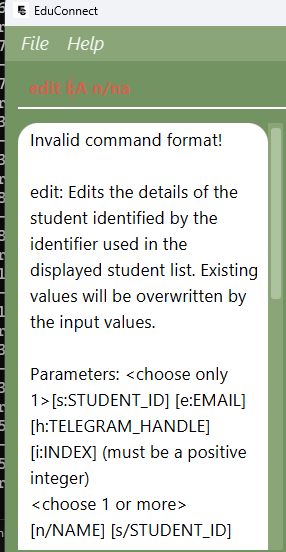 EduConnect
File Help
edit i:A n/na
Invalid command format!
edit: Edits the details of the
student identified by the
identifier used in the
displayed student list. Existing
values will be overwritten by
the input values.
Parameters: <choose only
1>[s:STUDENT_ID] [e:EMAIL]
[h:TELEGRAM_HANDLE]
[i:INDEX] (must be a positive
integer)
<choose 1 or more>
[n/NAME] [s/STUDENT_ID]